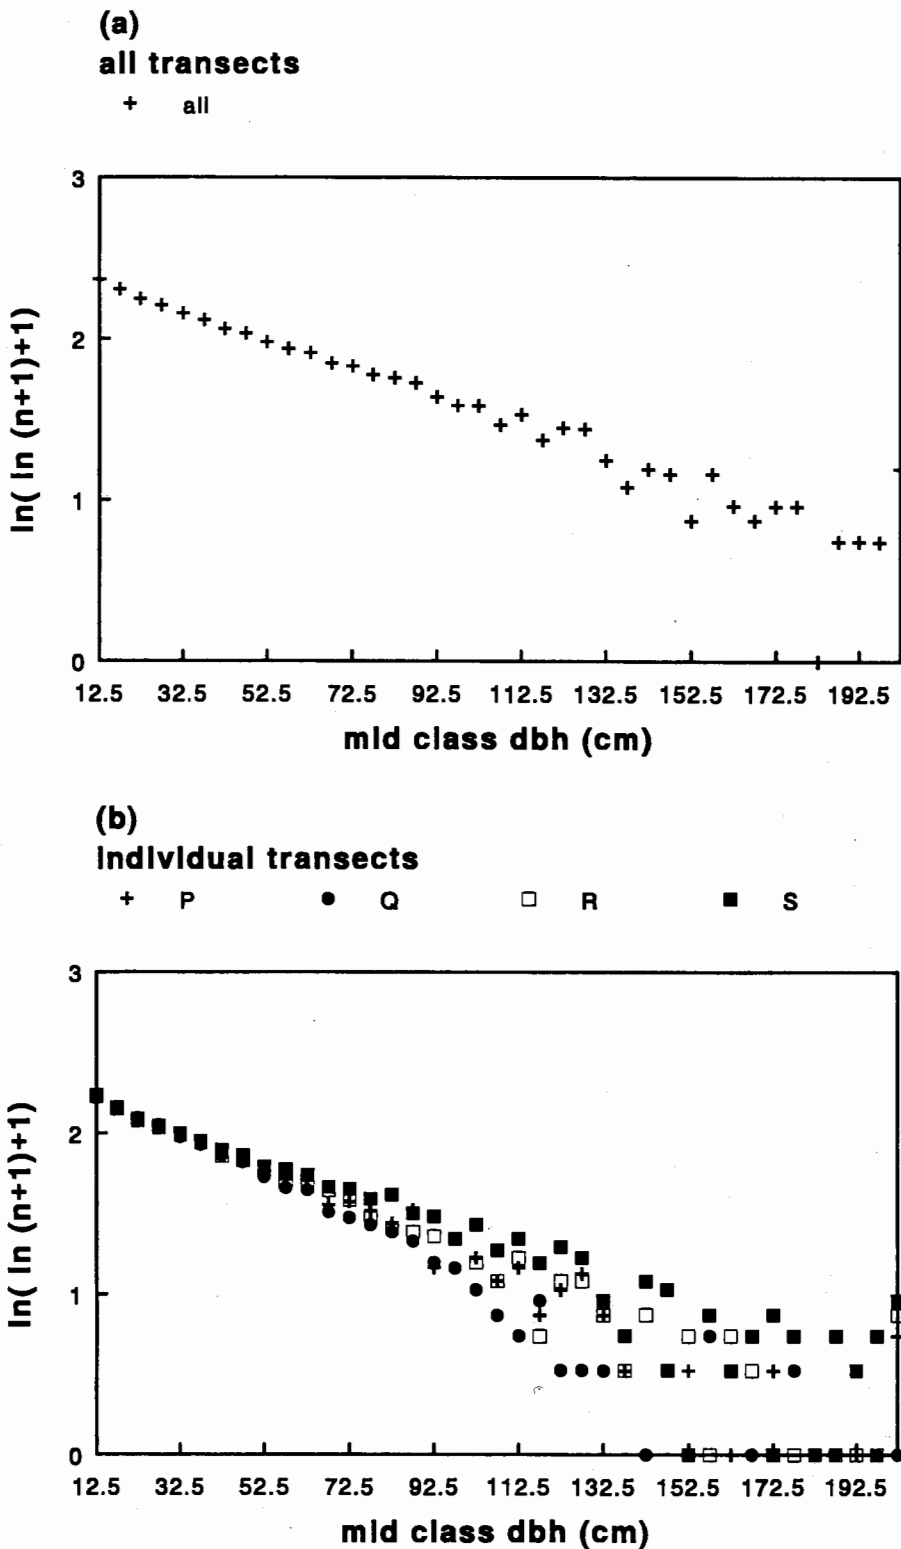 (a)
all transects
+ all
3
2
1
0
ln( ln (n+1)+1)
12.5 32.5 52.5 72.5 92.5 112.5 132.5 152.5 172.5 192.5
mid class dbh (cm)
(b)
individual transects
+ P ● Q □ R ■ S
3
2
1
0
ln( ln (n+1)+1)
12.5 32.5 52.5 72.5 92.5 112.5 132.5 152.5 172.5 192.5
mid class dbh (cm)